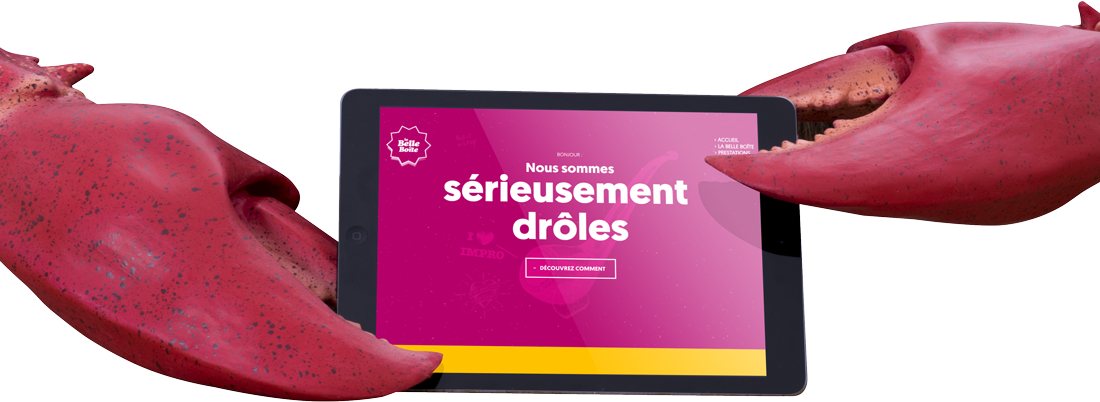 La
Belle
Boîte
BONJOUR :
Nous sommes
sérieusement
drôles
› ACCUEIL
› LA BELLE BOÎTE
› PRESTATIONS
I ♥
IMPRO
DÉCOUVREZ COMMENT